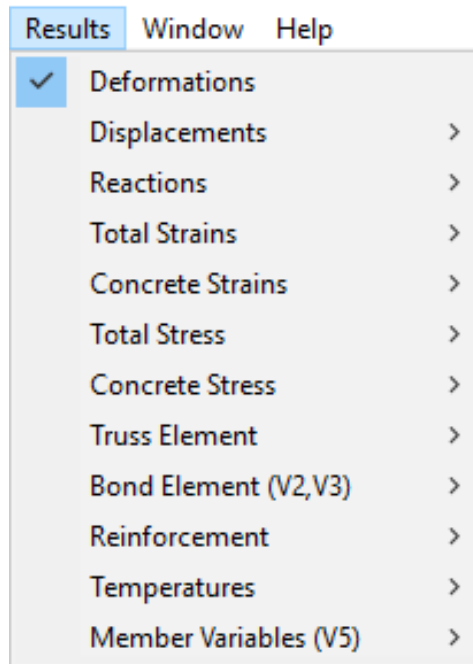 Results Window Help
Deformations
Displacements
Reactions
Total Strains
Concrete Strains
Total Stress
Concrete Stress
Truss Element
Bond Element (V2,V3)
Reinforcement
Temperatures
Member Variables (V5)